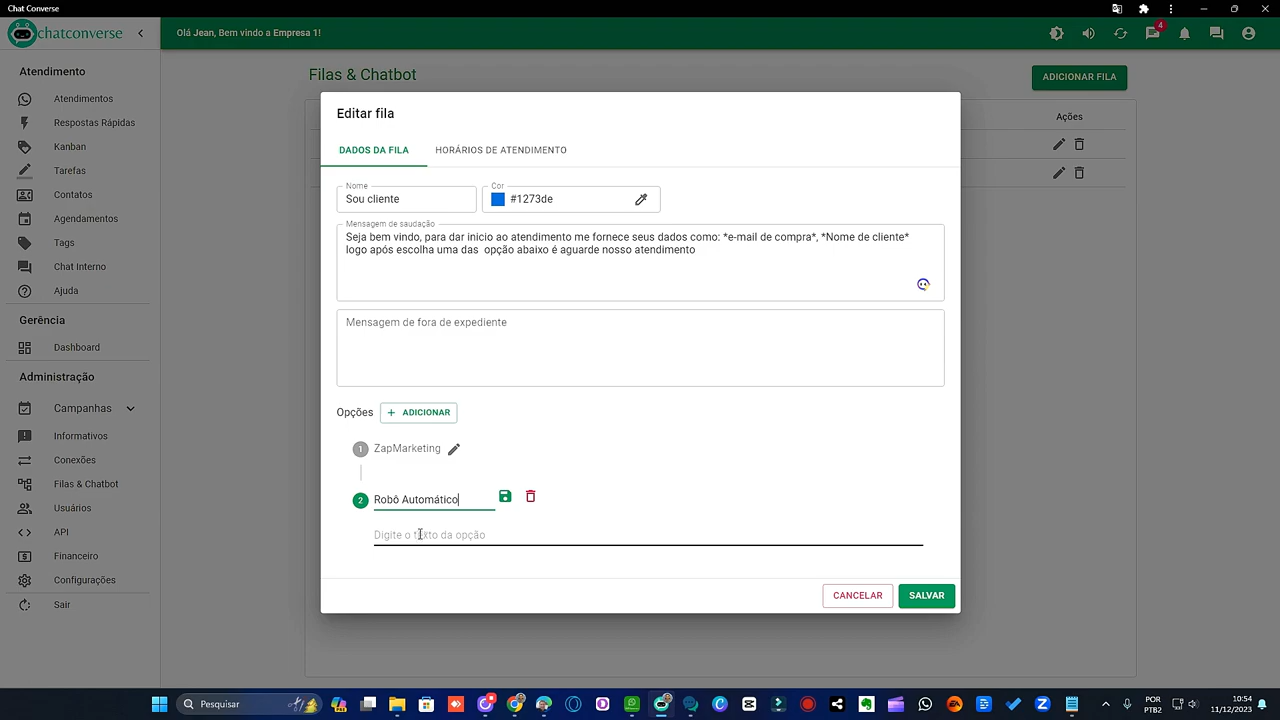 Chat Converse
chatconverse
Olá Jean, Bem vindo a Empresa 1!
4
Atendimento
Atendimentos
Respostas Rápidas
Kanban
Tarefas
Contatos
Agendamentos
Tags
Chat Interno
Ajuda
Gerência
Dashboard
Administração
Campanhas
Informativos
Conexões
Filas & Chatbot
Usuários
API
Financeiro
Configurações
Sair
Filas & Chatbot
ADICIONAR FILA
Ações
Editar fila
DADOS DA FILA
HORÁRIOS DE ATENDIMENTO
Nome
Sou cliente
Cor
#1273de
Mensagem de saudação
Seja bem vindo, para dar inicio ao atendimento me fornece seus dados como: *e-mail de compra*, *Nome de cliente*
logo após escolha uma das opção abaixo é aguarde nosso atendimento
Mensagem de fora de expediente
Opções
+ ADICIONAR
1 ZapMarketing
2 Robô Automático
Digite o texto da opção
CANCELAR
SALVAR
Pesquisar
POR
PTB2
10:54
11/12/2023